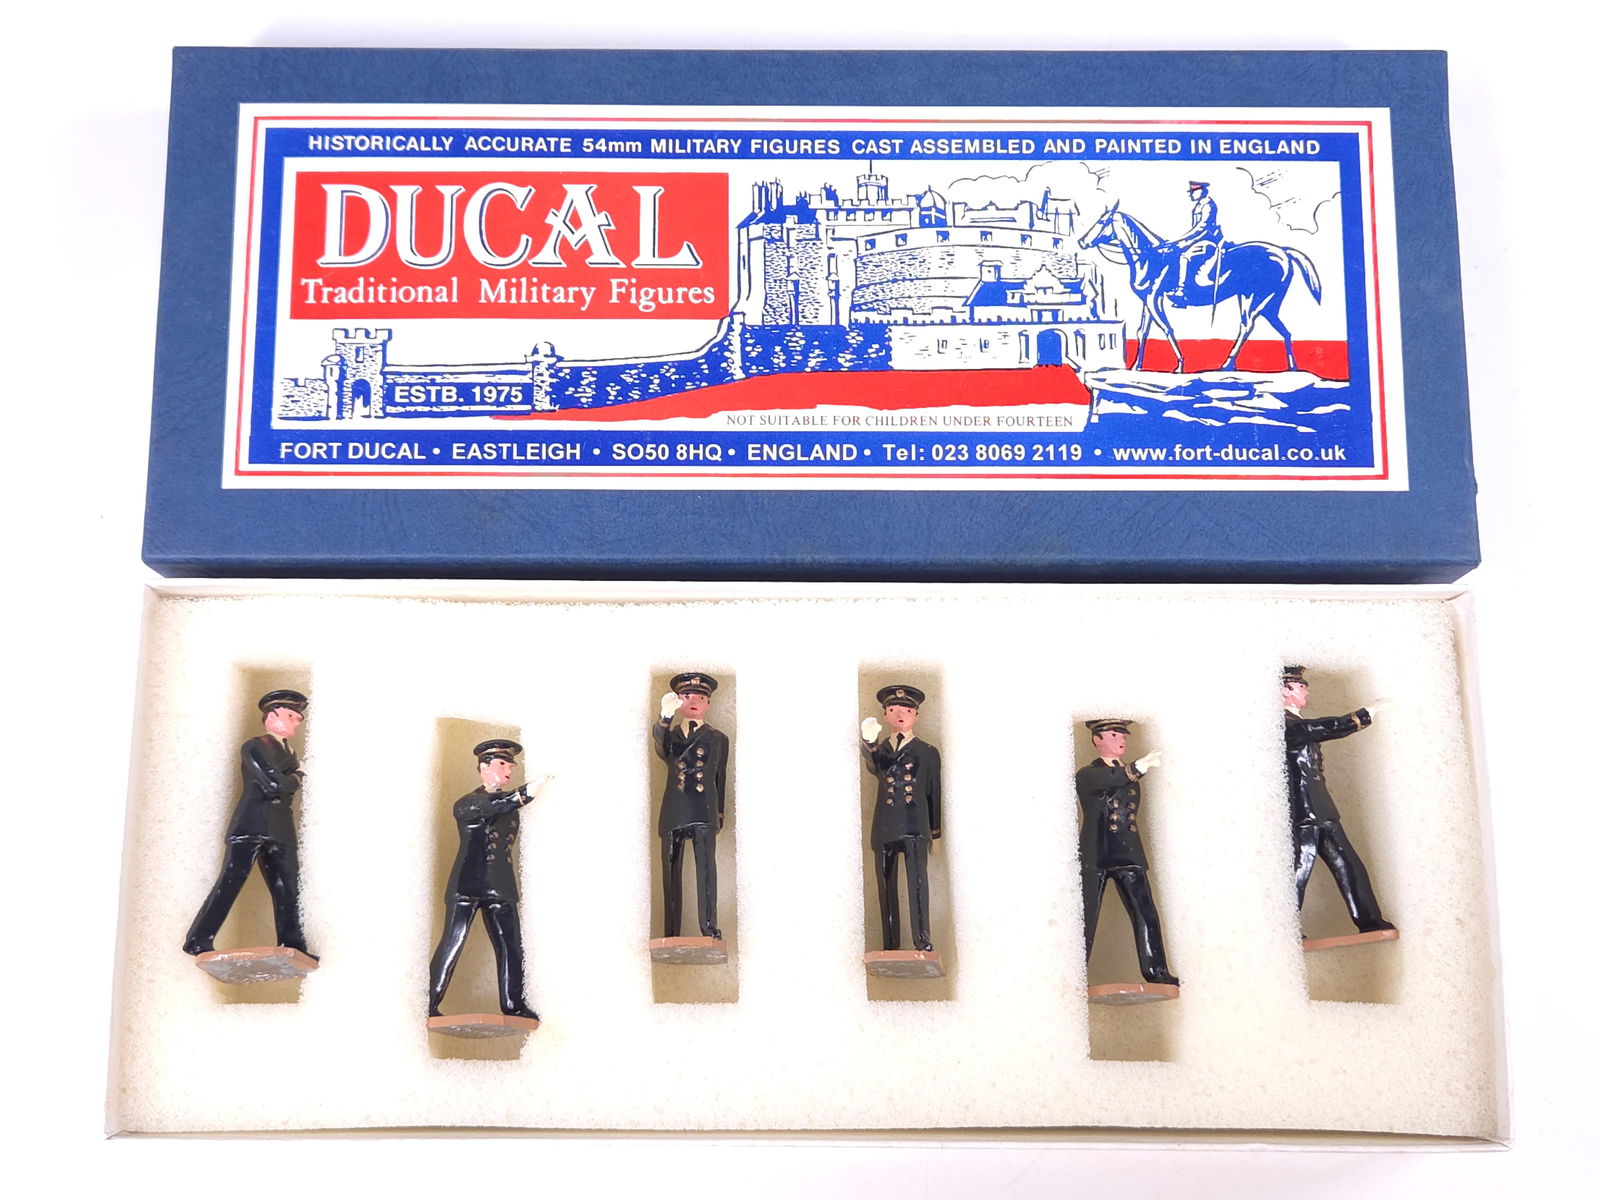 HISTORICALLY ACCURATE 54mm MILITARY FIGURES CAST ASSEMBLED AND PAINTED IN ENGLAND
DUCAL
Traditional Military Figures
ESTB. 1975
NOT SUITABLE FOR CHILDREN UNDER FOURTEEN
FORT DUCAL • EASTLEIGH • SO50 8HQ • ENGLAND • Tel: 023 8069 2119 • www.fort-ducal.co.uk